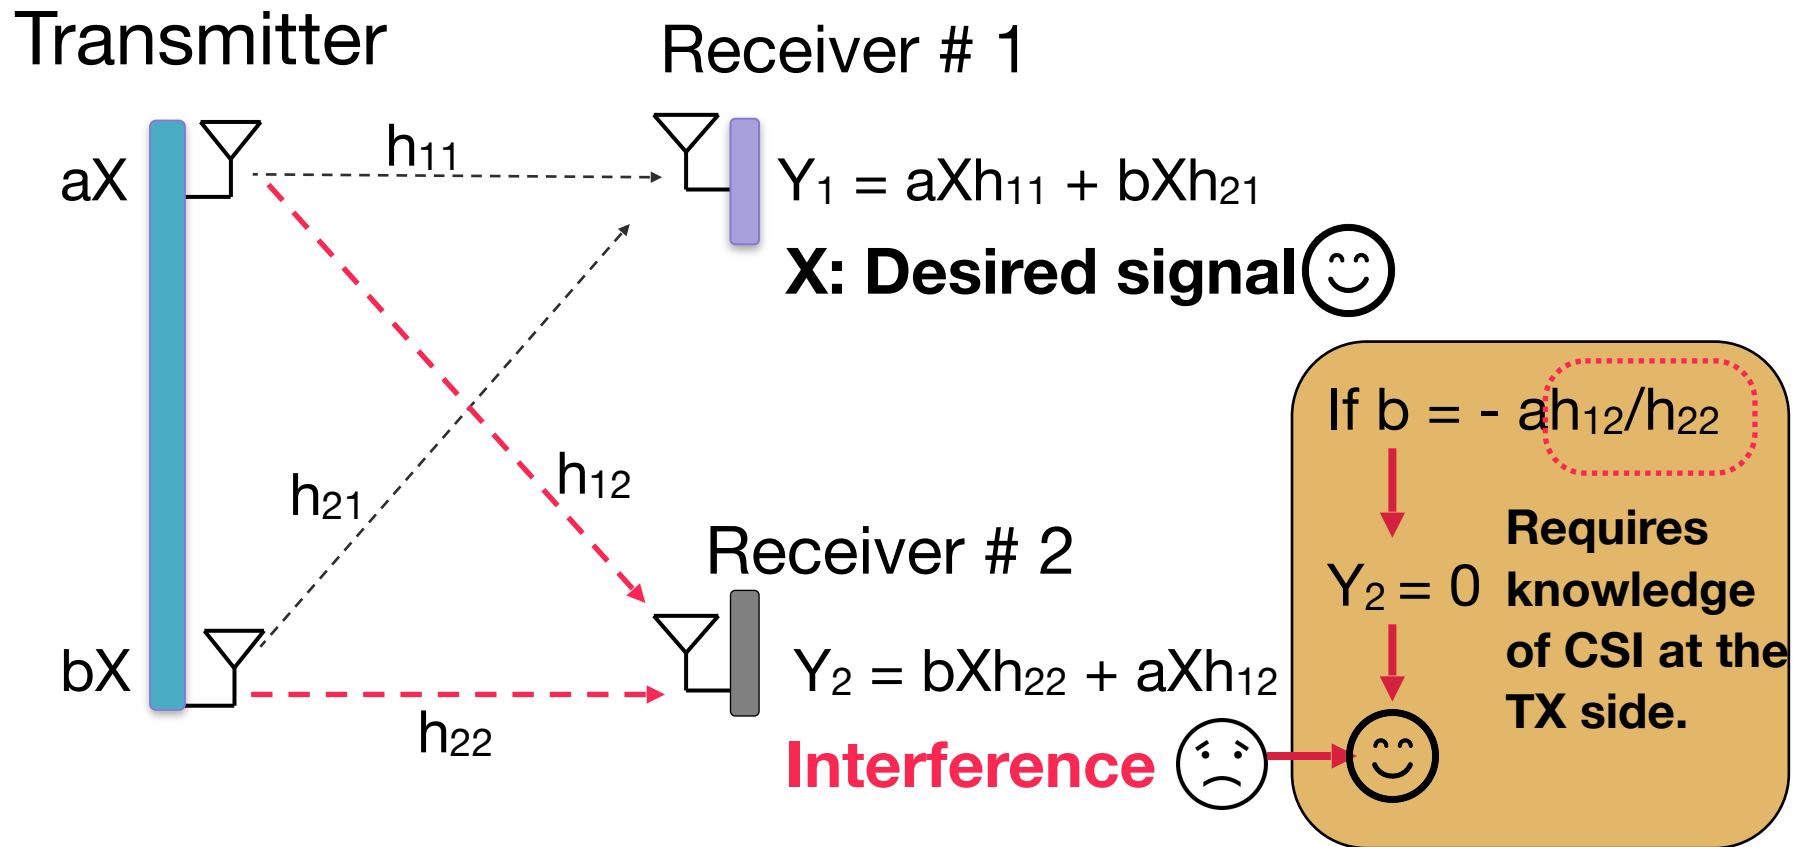 Transmitter
Receiver # 1
aX
h₁₁
Y₁ = aXh₁₁ + bXh₂₁
X: Desired signal
If b = - ah₁₂/h₂₂
h₂₁
h₁₂
Requires
knowledge
of CSI at the
TX side.
Y₂ = 0
Receiver # 2
bX
h₂₂
Y₂ = bXh₂₂ + aXh₁₂
Interference